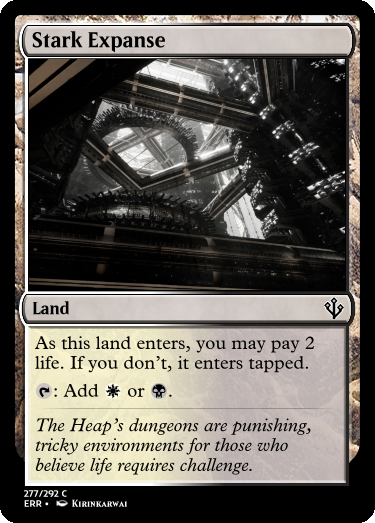 Stark Expanse
Land
As this land enters, you may pay 2
life. If you don't, it enters tapped.
: Add or .
The Heap's dungeons are punishing,
tricky environments for those who
believe life requires challenge.
277/292 C
ERR • Kirinkarwai